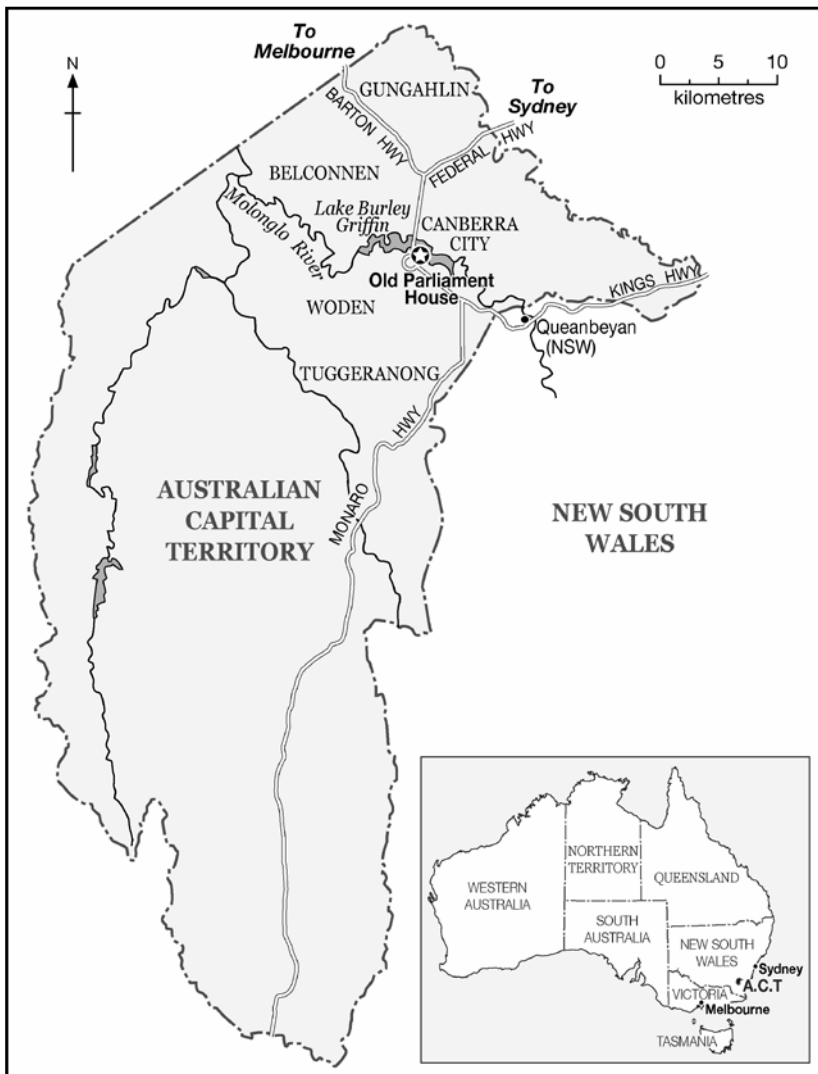 To
Melbourne
N
GUNGAHLIN
0 5 10
kilometres
To
Sydney
BARTON HWY
FEDERAL HWY
BELCONNEN
Molonglo River
Lake Burley
Griffin
CANBERRA
CITY
Old Parliament
House
KINGS HWY
WODEN
Queanbeyan
(NSW)
TUGGERANONG
MONARO HWY
AUSTRALIAN
CAPITAL
TERRITORY
NEW SOUTH
WALES
NORTHERN
TERRITORY
WESTERN
AUSTRALIA
QUEENSLAND
SOUTH
AUSTRALIA
NEW SOUTH
WALES
Sydney
A.C.T
VICTORIA
Melbourne
TASMANIA